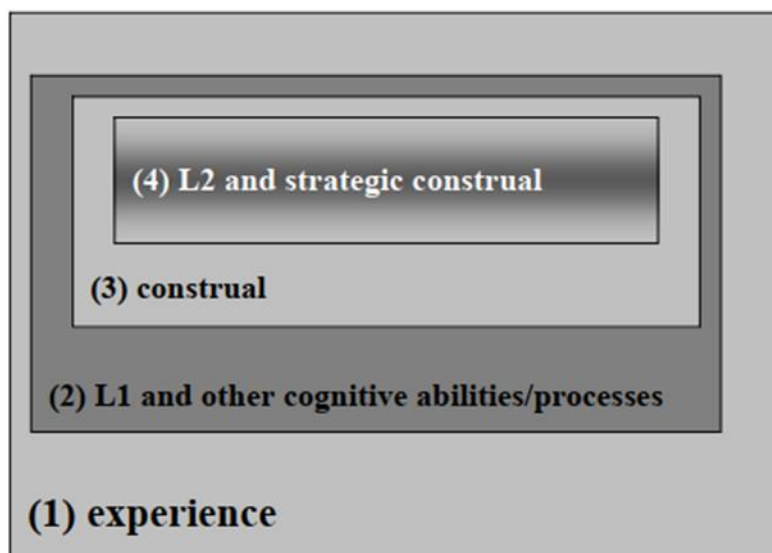 (4) L2 and strategic construal
(3) construal
(2) L1 and other cognitive abilities/processes
(1) experience